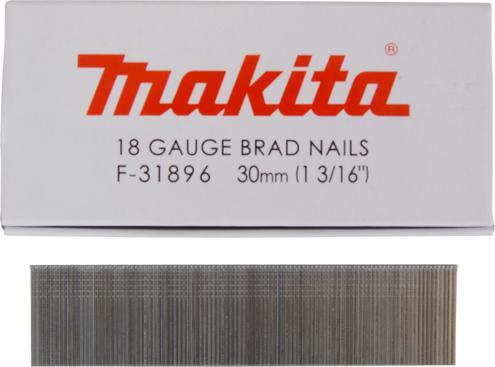 makita®
18 GAUGE BRAD NAILS
F-31896 30mm (1 3/16")